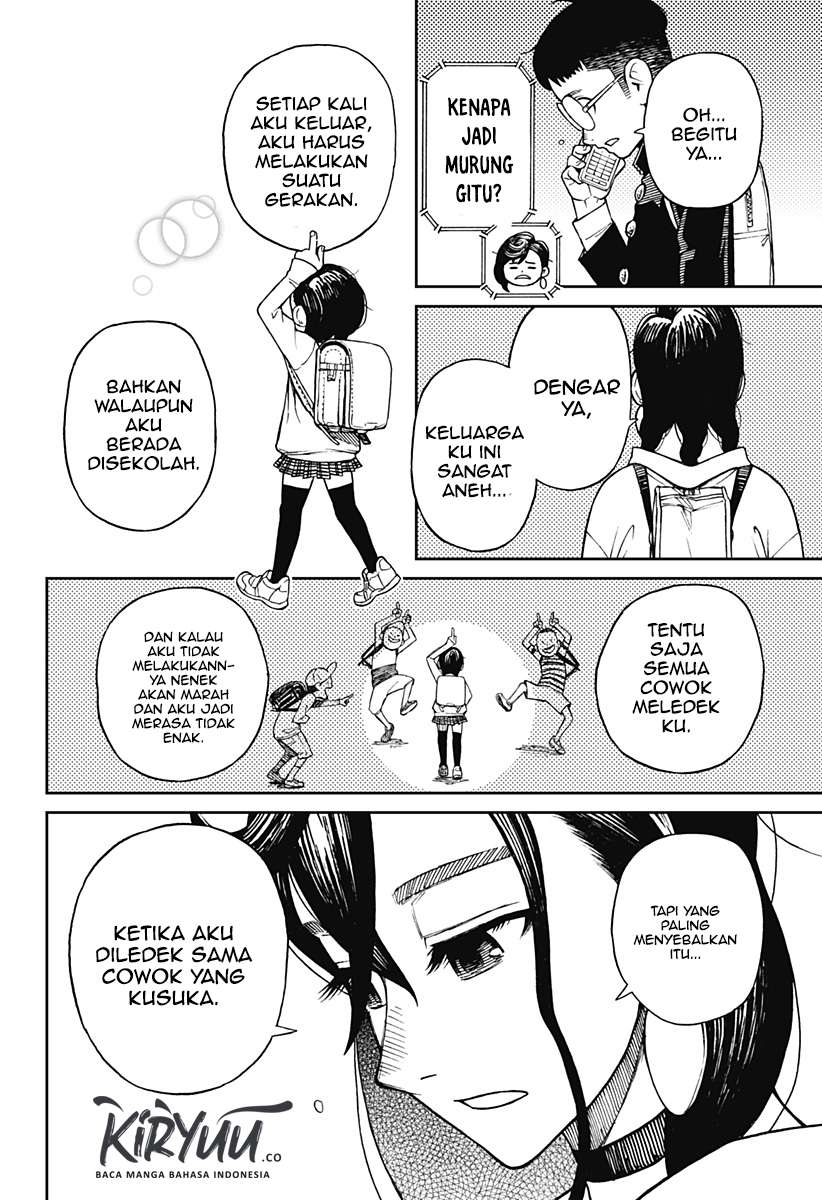 OH...
BEGITU
YA...
KENAPA
JADI
MURUNG
GITU?
DENGAR
YA,
KELUARGA
KU INI
SANGAT
ANEH...
SETIAP KALI
AKU KELUAR,
AKU HARUS
MELAKUKAN
SUATU
GERAKAN.
BAHKAN
WALAUPUN
AKU
BERADA
DISEKOLAH.
TENTU
SAJA
SEMUA
COWOK
MELEDEK
KU.
DAN KALAU
AKU TIDAK
MELAKUKANN-
YA NENEK
AKAN MARAH
DAN AKU JADI
MERASA TIDAK
ENAK.
TAPI YANG
PALING
MENYEBALKAN
ITU...
KETIKA AKU
DILEDEK SAMA
COWOK YANG
KUSUKA.
KIRYUU.CO
BACA MANGA BAHASA INDONESIA